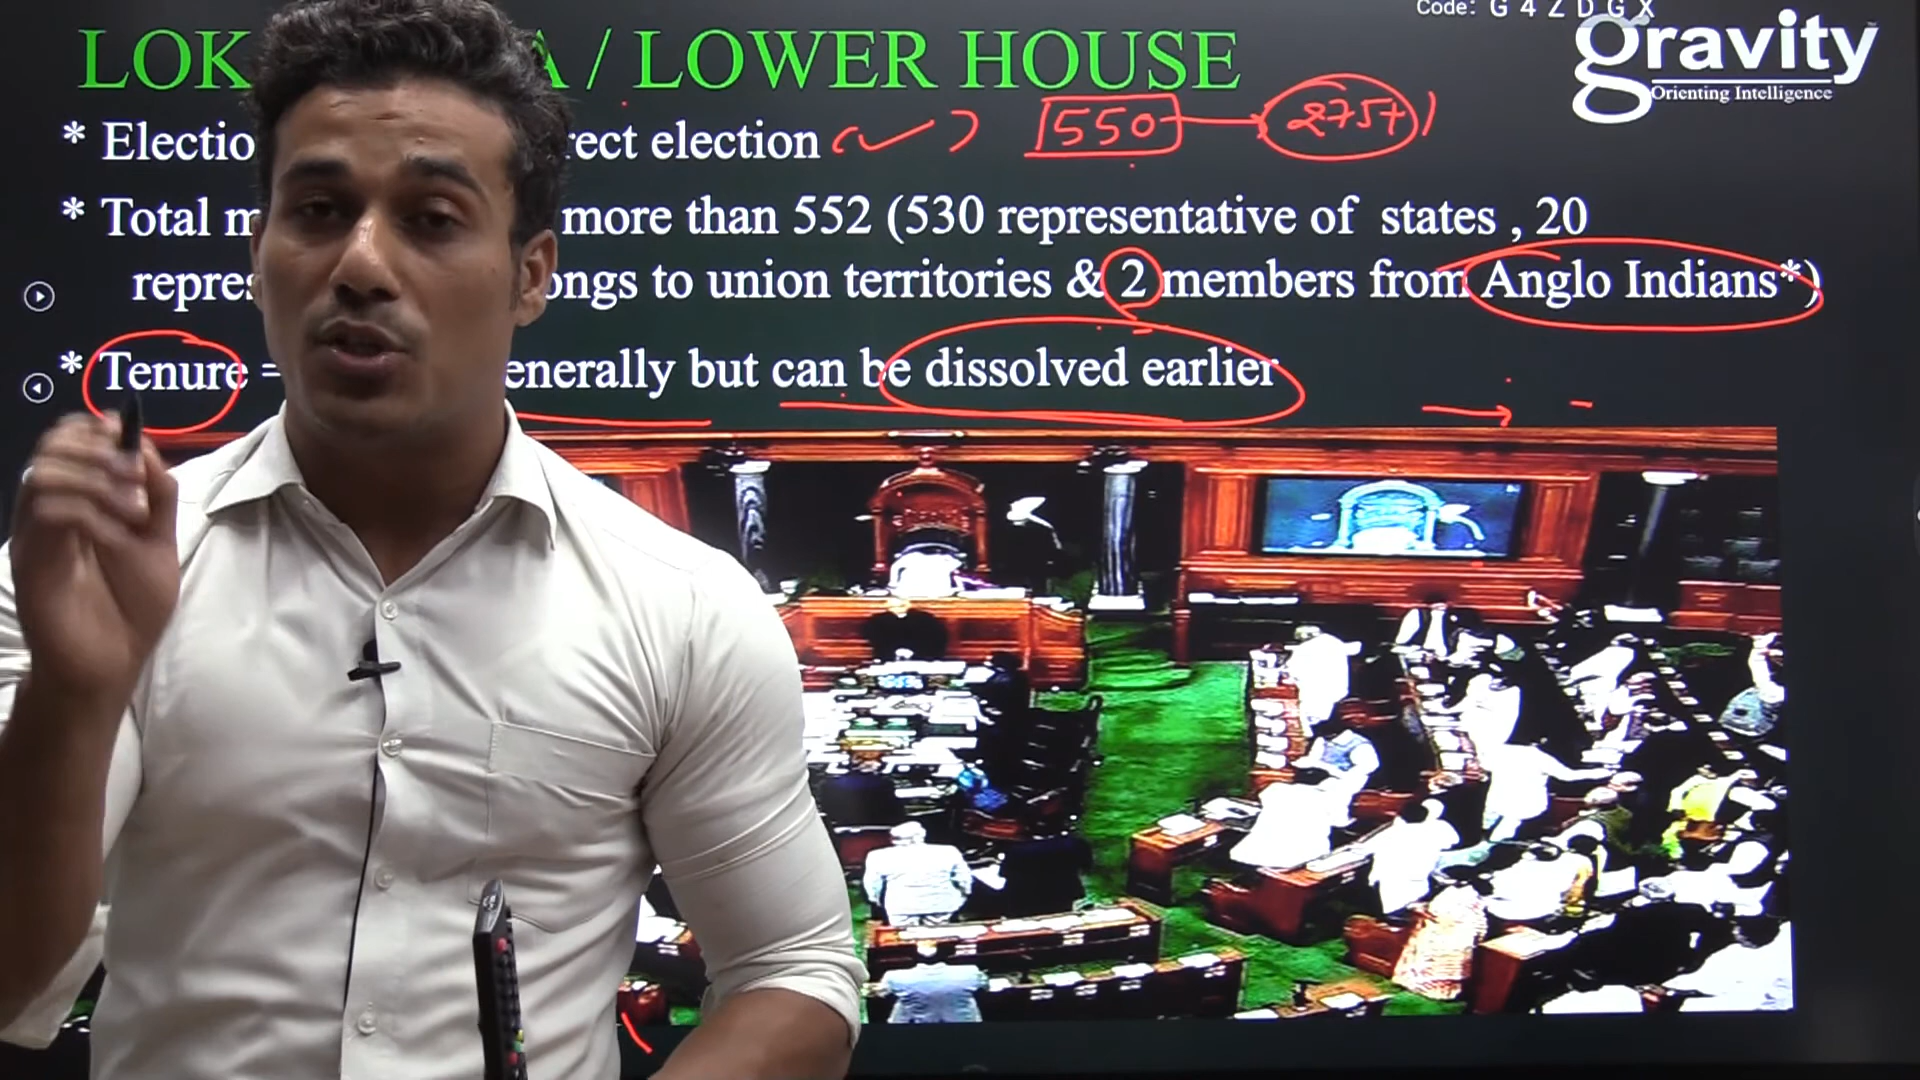 Code: G 4 Z D G X
gravity
Orienting Intelligence
LOK A / LOWER HOUSE
* Electio rect election 550 275+1
* Total m more than 552 (530 representative of states , 20
repres ongs to union territories & 2 members from Anglo Indians*)
* Tenure = enerally but can be dissolved earlier